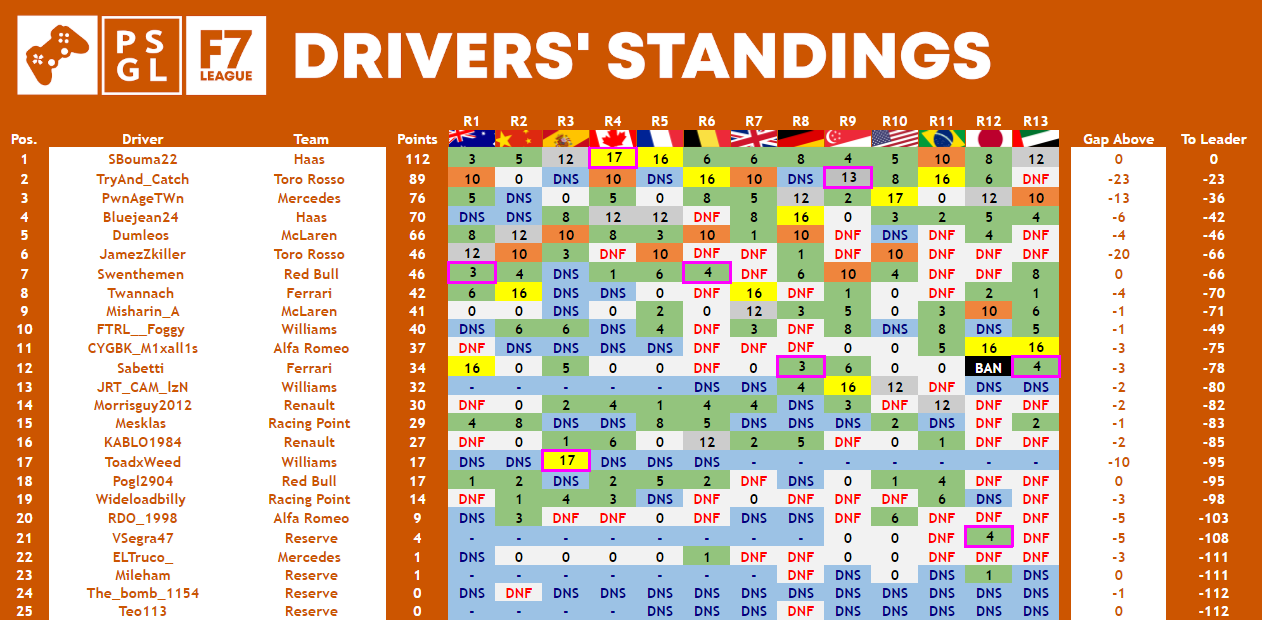 PS
GL
F7
LEAGUE
DRIVERS' STANDINGS
R1 R2 R3 R4 R5 R6 R7 R8 R9 R10 R11 R12 R13
Pos. Driver Team Points Gap Above To Leader
1 SBouma22 Haas 112 3 5 12 17 16 6 6 8 4 5 10 8 12 0 0
2 TryAnd_Catch Toro Rosso 89 10 0 DNS 10 DNS 16 10 DNS 13 8 16 6 DNF -23 -23
3 PwnAgeTWn Mercedes 76 5 DNS 0 5 0 8 5 12 2 17 0 12 10 -13 -36
4 Bluejean24 Haas 70 DNS DNS 8 12 12 DNF 8 16 0 3 2 5 4 -6 -42
5 Dumleos McLaren 66 8 12 10 8 3 10 1 10 DNF DNS DNF 4 DNF -4 -46
6 JamezZkiller Toro Rosso 46 12 10 3 DNF 10 DNF DNF 1 DNF 10 DNF DNF DNF -20 -66
7 Swenthemen Red Bull 46 3 4 DNS 1 6 4 DNF 6 10 4 DNF DNF 8 0 -66
8 Twannach Ferrari 42 6 16 DNS DNS 0 DNF 16 DNF 1 0 DNF 2 1 -4 -70
9 Misharin_A McLaren 41 0 0 DNS 0 2 0 12 3 5 0 3 10 6 -1 -71
10 FTRL__Foggy Williams 40 DNS 6 6 DNS 4 DNF 3 DNF 8 DNS 8 DNS 5 -1 -49
11 CYGBK_M1xall1s Alfa Romeo 37 DNF DNS DNS DNS DNS DNF DNF DNF 0 0 5 16 16 -3 -75
12 Sabetti Ferrari 34 16 0 5 0 0 DNF 0 3 0 0 0 BAN 4 -3 -78
13 JRT_CAM_lzN Williams 32 - - - - - DNS DNS 4 16 12 DNF DNS DNS -2 -80
14 Morrisguy2012 Renault 30 DNF 0 2 4 1 4 4 DNS 3 DNF 12 DNF DNF -2 -82
15 Mesklas Racing Point 29 4 8 DNS DNS 8 5 DNS DNS DNS 2 DNS DNF 2 -1 -83
16 KABLO1984 Renault 27 DNF 0 1 6 0 12 2 5 DNF 0 1 DNF DNF -2 -85
17 ToadxWeed Williams 17 DNS DNS 17 DNS DNS DNS - - - - - - - -10 -95
18 Pogl2904 Red Bull 17 1 2 DNS 2 5 2 DNF DNS 0 1 4 DNF DNF 0 -95
19 Wideloadbilly Racing Point 14 DNF 1 4 3 DNS DNF 0 DNF DNF DNF 6 DNS DNF -3 -98
20 RDO_1998 Alfa Romeo 9 DNS 3 DNF DNF 0 DNF DNS DNS DNF 6 DNF DNF DNF -5 -103
21 VSegra47 Reserve 4 - - - - - - - - 0 0 DNF 4 DNF -5 -108
22 ELTruco_ Mercedes 1 DNS 0 0 0 0 1 DNF DNF 0 0 DNF DNF DNF -3 -111
23 Mileham Reserve 1 - - - - - - - DNF DNS 0 DNS 1 DNS 0 -111
24 The_bomb_1154 Reserve 0 DNS DNF DNS DNS DNS DNS DNS DNS DNS DNS DNS DNS DNS -1 -112
25 Teo113 Reserve 0 - - - - DNS DNS DNS DNF DNS DNS DNS DNS DNS 0 -112